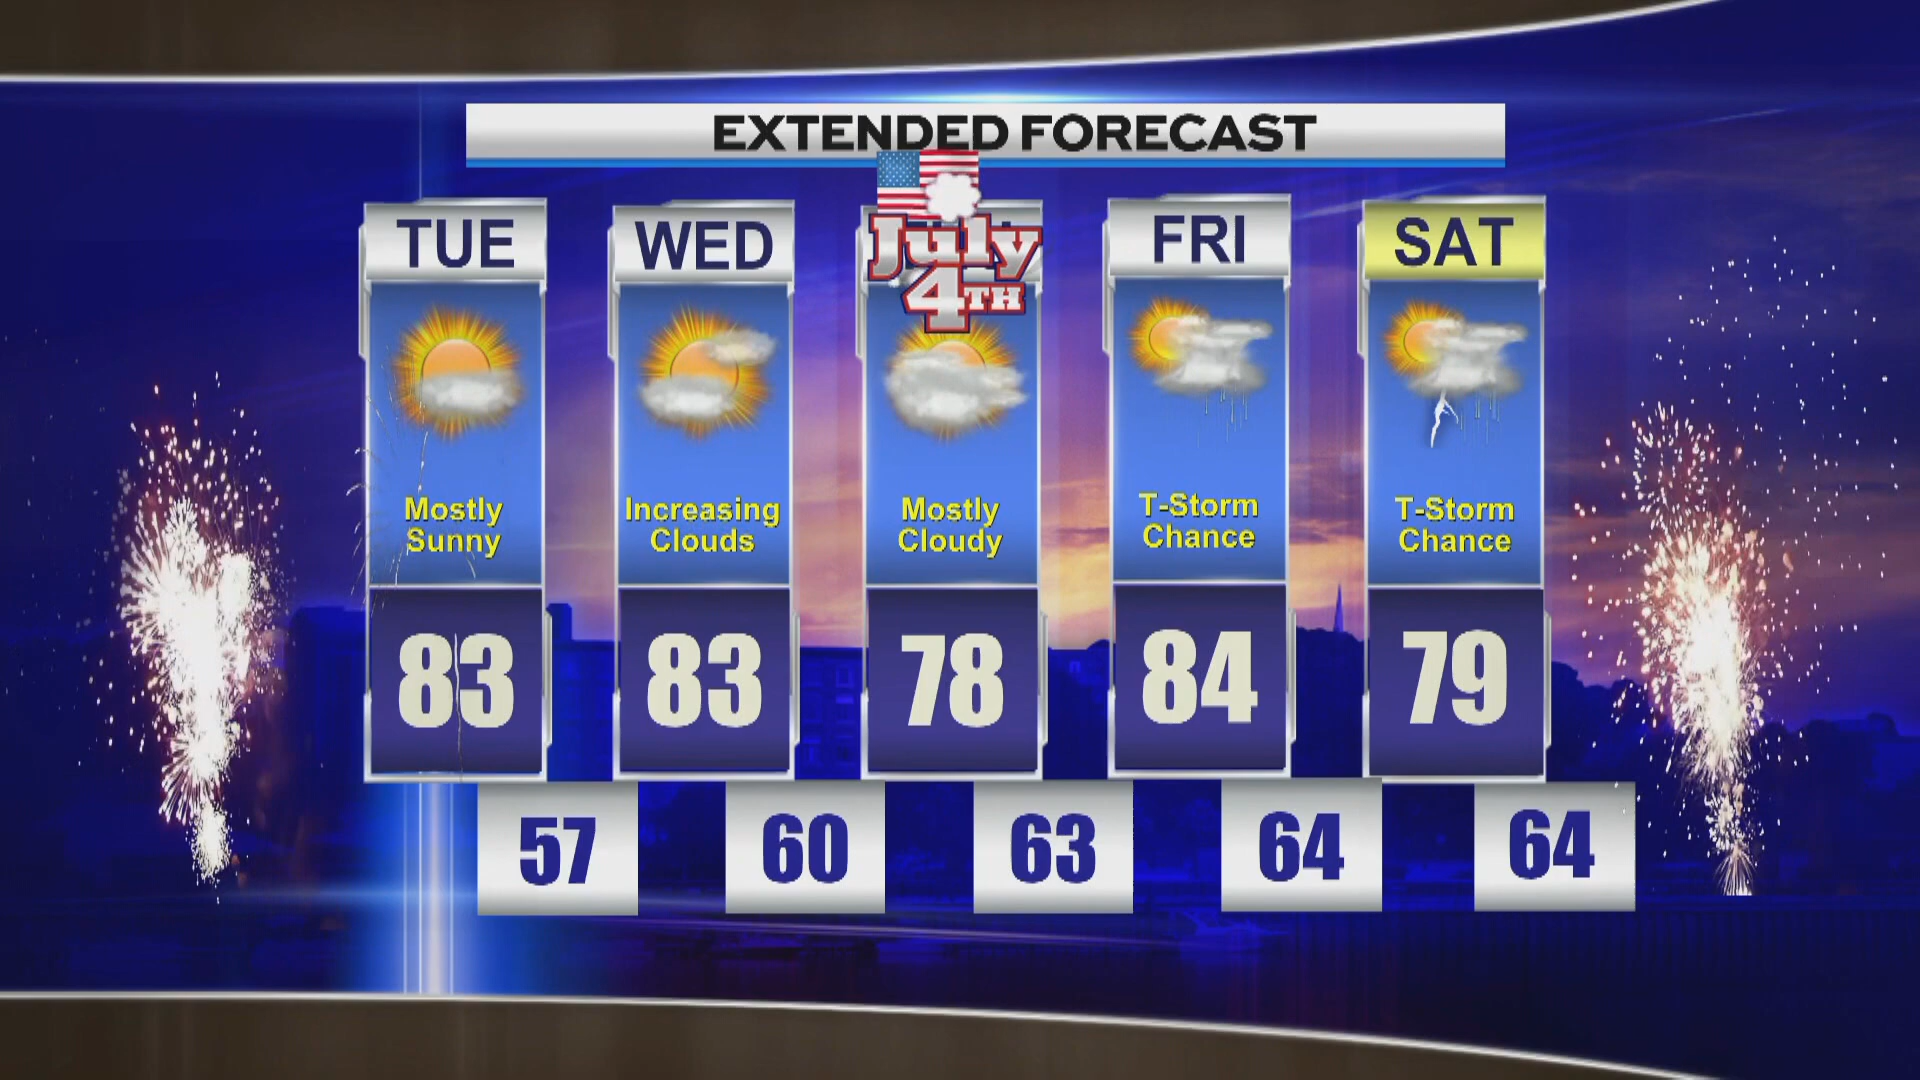 EXTENDED FORECAST
TUE
WED
July
4TH
FRI
SAT
Mostly
Sunny
Increasing
Clouds
Mostly
Cloudy
T-Storm
Chance
T-Storm
Chance
83
83
78
84
79
57
60
63
64
64